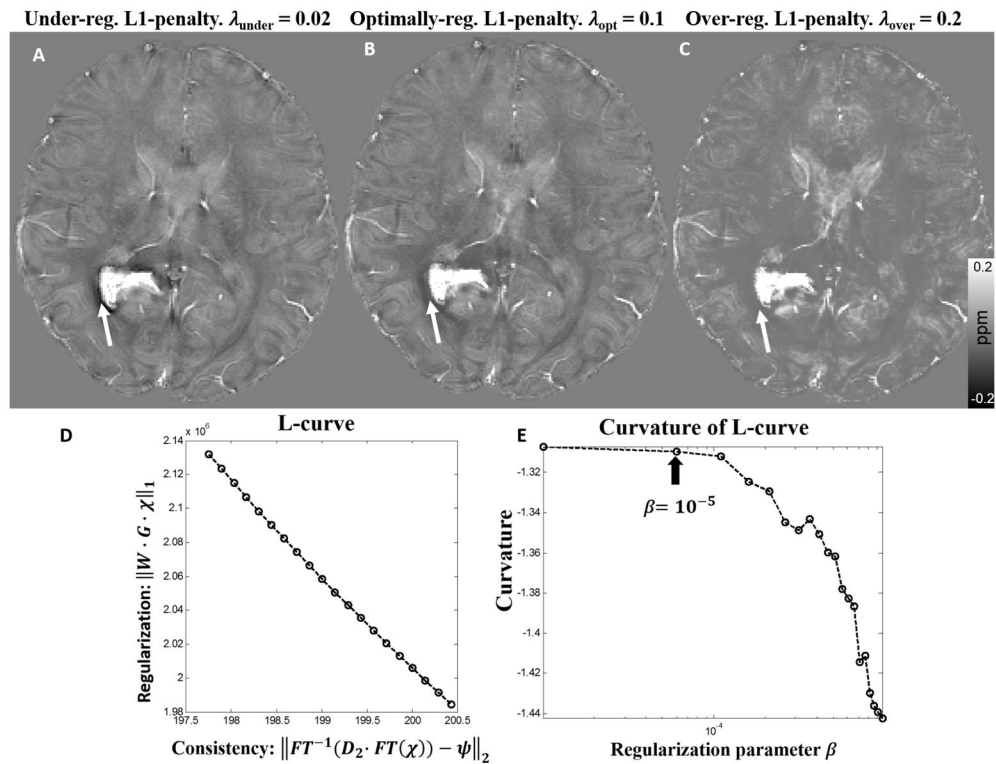 Under-reg. L1-penalty. λunder = 0.02 Optimally-reg. L1-penalty. λopt = 0.1 Over-reg. L1-penalty. λover = 0.2
A B C
0.2
ppm
-0.2
D L-curve
× 10⁶
2.14
2.12
2.1
2.08
2.06
2.04
2.02
2
1.98
Regularization: ‖W · G · χ‖₁
197.5 198 198.5 199 199.5 200 200.5
Consistency: ‖FT⁻¹(D₂· FT(χ)) − ψ‖₂
E Curvature of L-curve
-1.32
-1.34
-1.36
-1.38
-1.4
-1.42
-1.44
Curvature
β= 10⁻⁵
10⁻⁴
Regularization parameter β